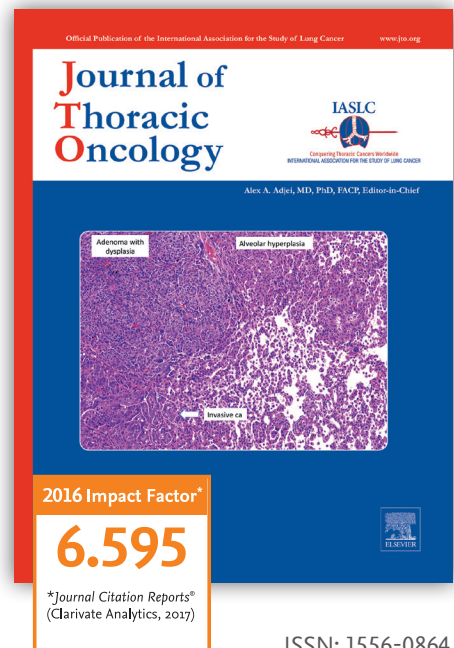 Official Publication of the International Association for the Study of Lung Cancer www.jto.org
Journal of
Thoracic
Oncology
IASLC
Conquering Thoracic Cancers Worldwide
INTERNATIONAL ASSOCIATION FOR THE STUDY OF LUNG CANCER
Alex A. Adjei, MD, PhD, FACP, Editor-in-Chief
Adenoma with
dysplasia
Alveolar hyperplasia
Invasive ca
2016 Impact Factor*
6.595
*Journal Citation Reports®
(Clarivate Analytics, 2017)
ELSEVIER
ISSN: 1556-0864